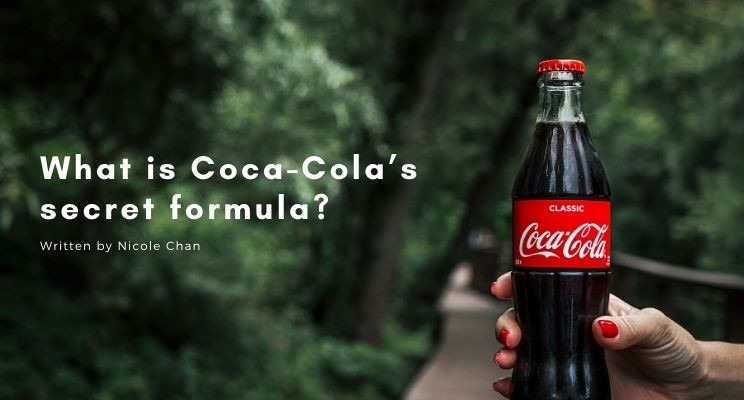 What is Coca-Cola’s
secret formula?
Written by Nicole Chan
CLASSIC
Coca-Cola